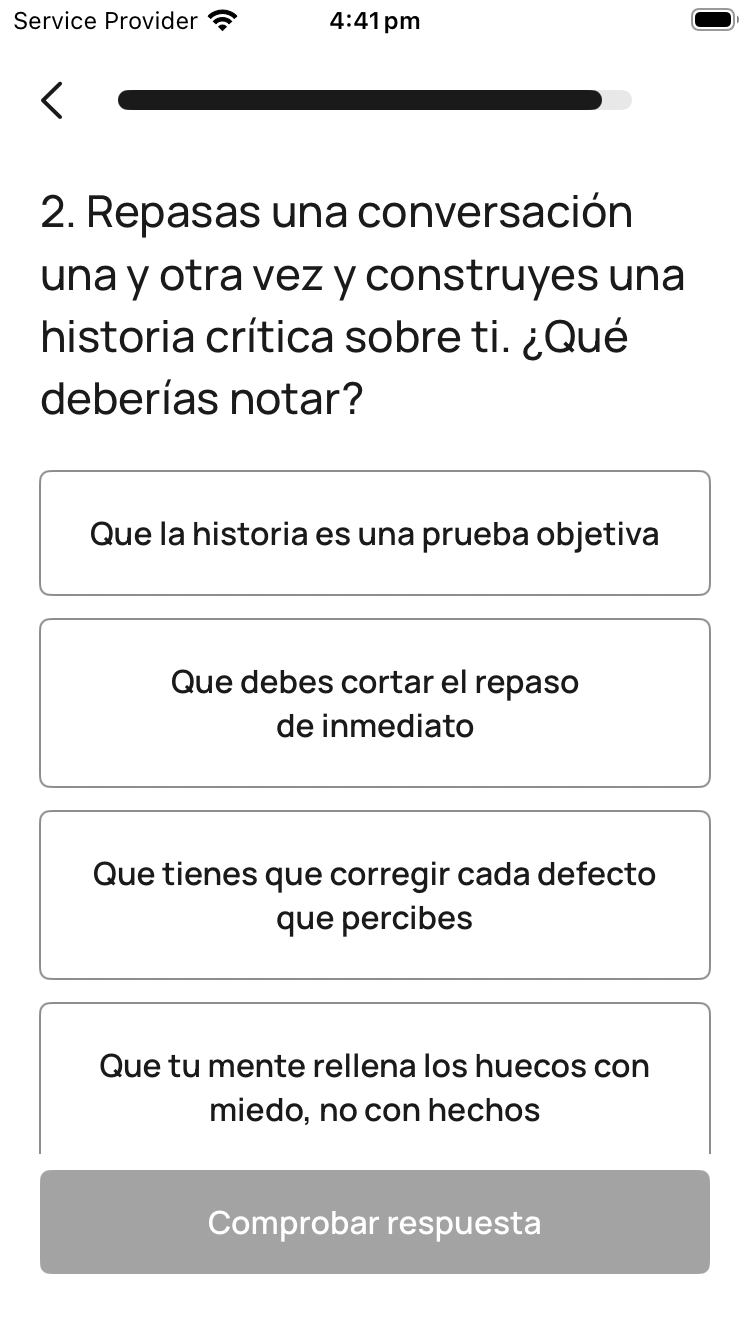 Service Provider 4:41pm
2. Repasas una conversación
una y otra vez y construyes una
historia crítica sobre ti. ¿Qué
deberías notar?
Que la historia es una prueba objetiva
Que debes cortar el repaso
de inmediato
Que tienes que corregir cada defecto
que percibes
Que tu mente rellena los huecos con
miedo, no con hechos
Comprobar respuesta